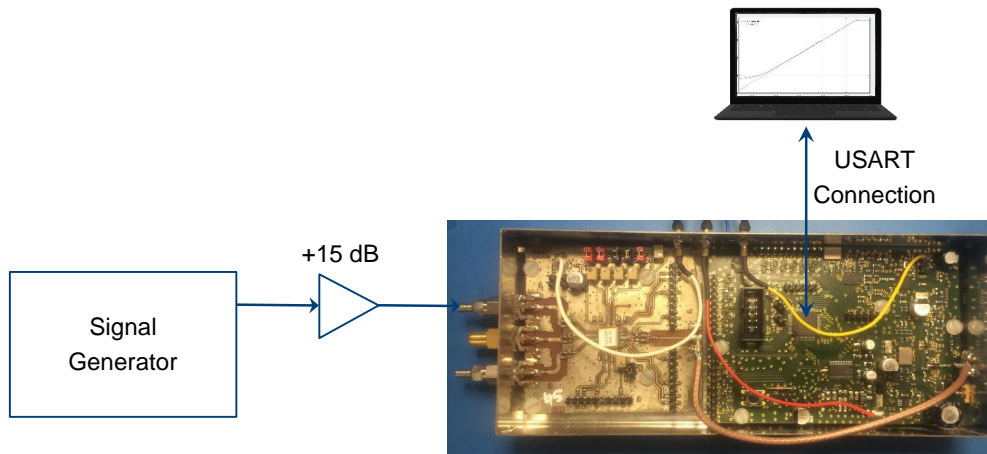 USART
Connection
+15 dB
Signal
Generator